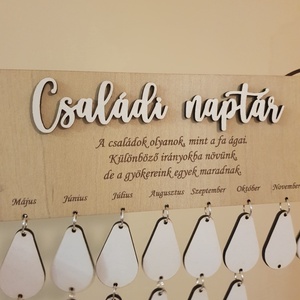 Családi naptár
A családok olyanok, mint a fa ágai.
Különböző irányokba növünk,
de a gyökereink egyek maradnak.
Május Június Július Augusztus Szeptember Október November